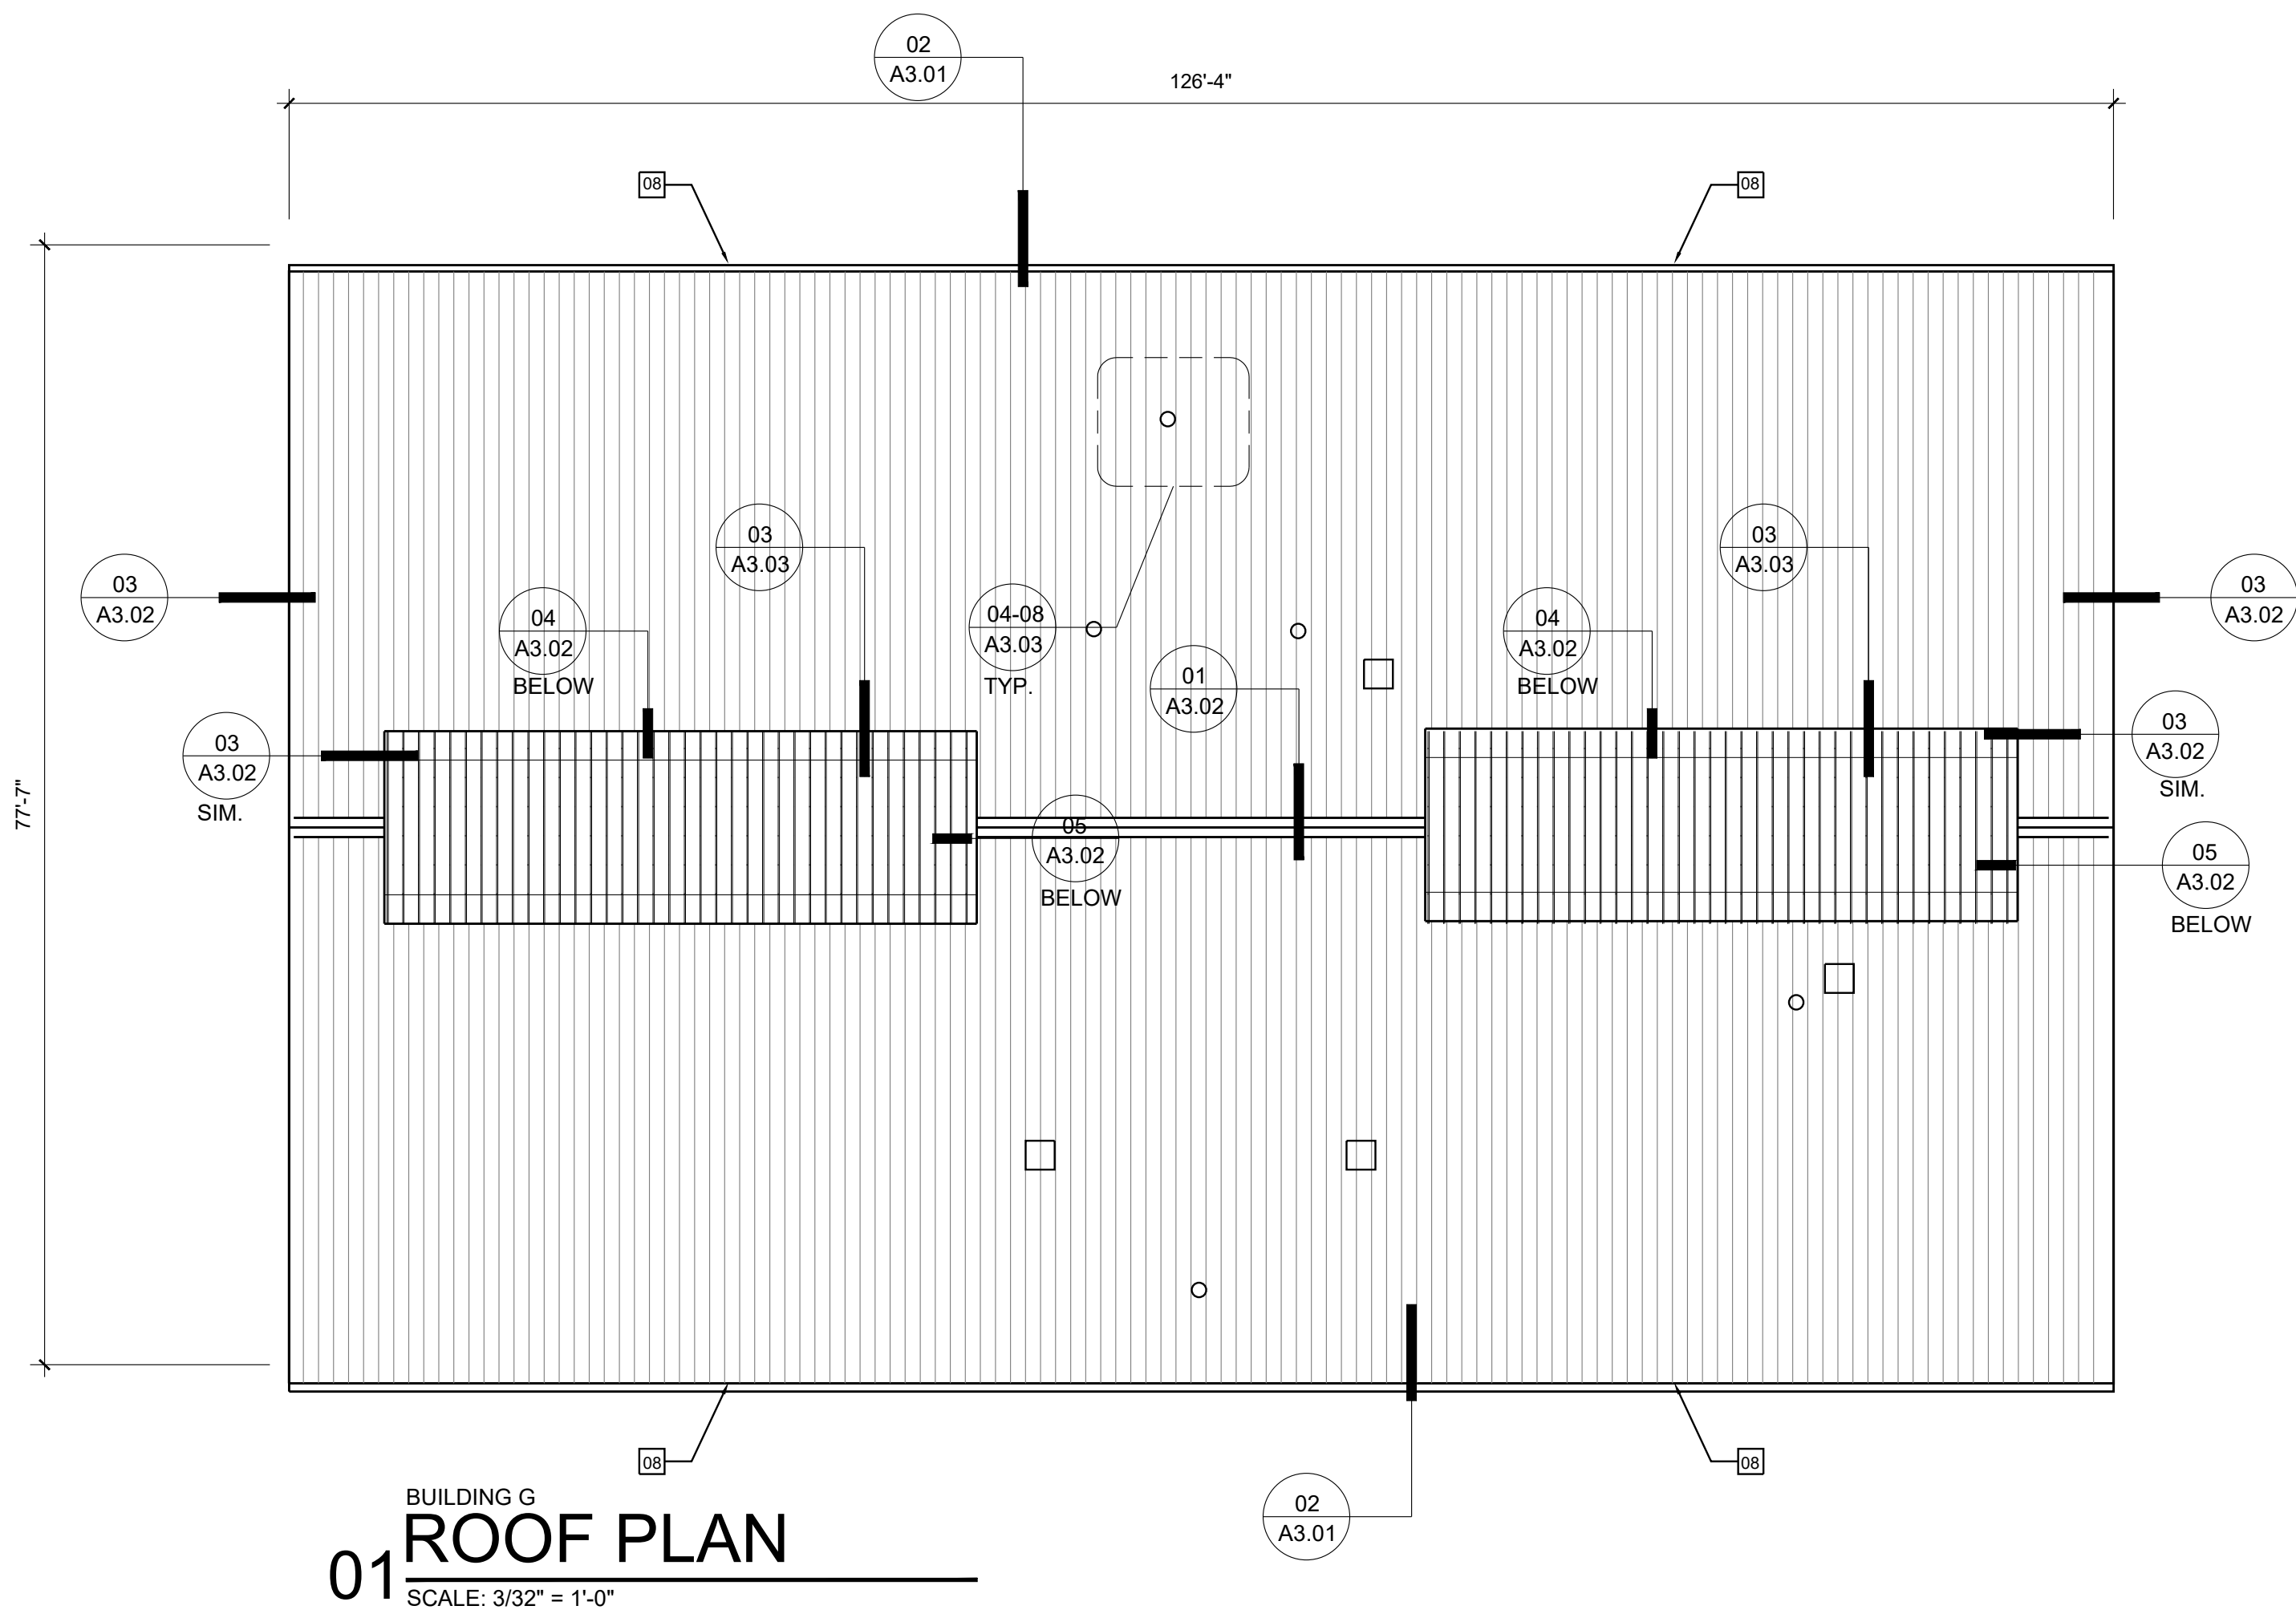 02
A3.01
126'-4"
08
08
03
A3.03
03
A3.03
03
A3.02
04
A3.02
BELOW
04-08
A3.03
TYP.
04
A3.02
BELOW
03
A3.02
01
A3.02
03
A3.02
SIM.
03
A3.02
SIM.
77'-7"
05
A3.02
BELOW
05
A3.02
BELOW
08
08
02
A3.01
BUILDING G
01 ROOF PLAN
SCALE: 3/32" = 1'-0"